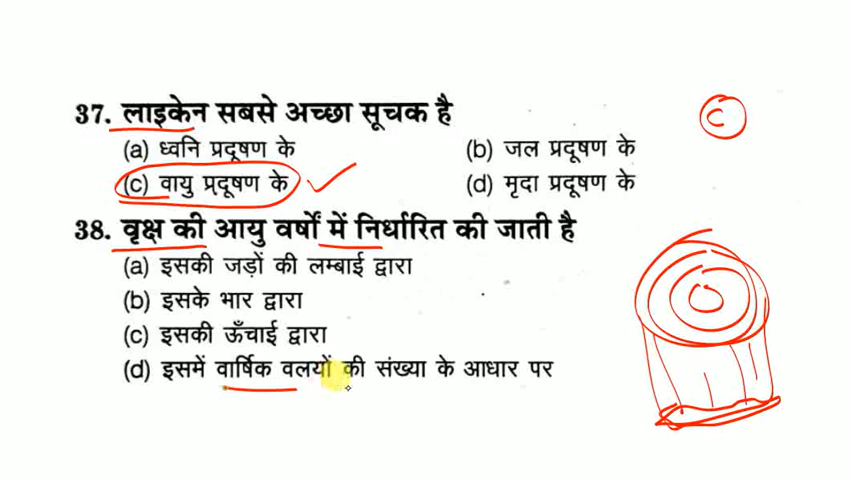 37. लाइकेन सबसे अच्छा सूचक है
(a) ध्वनि प्रदूषण के (b) जल प्रदूषण के
(c) वायु प्रदूषण के (d) मृदा प्रदूषण के
C
38. वृक्ष की आयु वर्षों में निर्धारित की जाती है
(a) इसकी जड़ों की लम्बाई द्वारा
(b) इसके भार द्वारा
(c) इसकी ऊँचाई द्वारा
(d) इसमें वार्षिक वलयों की संख्या के आधार पर